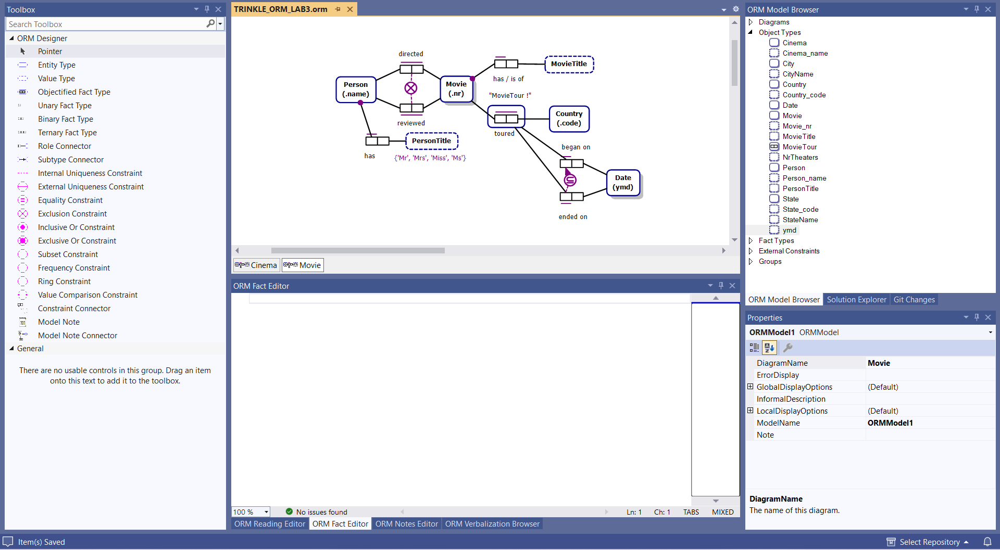 Toolbox
Search Toolbox
ORM Designer
Pointer
Entity Type
Value Type
Objectified Fact Type
Unary Fact Type
Binary Fact Type
Ternary Fact Type
Role Connector
Subtype Connector
Internal Uniqueness Constraint
External Uniqueness Constraint
Equality Constraint
Exclusion Constraint
Inclusive Or Constraint
Exclusive Or Constraint
Subset Constraint
Frequency Constraint
Ring Constraint
Value Comparison Constraint
Constraint Connector
Model Note
Model Note Connector
General
There are no usable controls in this group. Drag an item
onto this text to add it to the toolbox.
TRINKLE_ORM_LAB3.orm
directed
Person
(.name)
Movie
(.nr)
reviewed
MovieTitle
has / is of
"MovieTour !"
Country
(.code)
toured
has
PersonTitle
{'Mr', 'Mrs', 'Miss', 'Ms'}
began on
Date
(ymd)
ended on
Cinema
Movie
ORM Fact Editor
100 %
No issues found
Ln: 1
Ch: 1
TABS
MIXED
ORM Reading Editor
ORM Fact Editor
ORM Notes Editor
ORM Verbalization Browser
ORM Model Browser
Diagrams
Object Types
Cinema
Cinema_name
City
CityName
Country
Country_code
Date
Movie
Movie_nr
MovieTitle
MovieTour
NrTheaters
Person
Person_name
PersonTitle
State
State_code
StateName
ymd
Fact Types
External Constraints
Groups
ORM Model Browser
Solution Explorer
Git Changes
Properties
ORMModel1 ORMModel
DiagramName Movie
ErrorDisplay
GlobalDisplayOptions (Default)
InformalDescription
LocalDisplayOptions (Default)
ModelName ORMModel1
Note
DiagramName
The name of this diagram.
Item(s) Saved
Select Repository